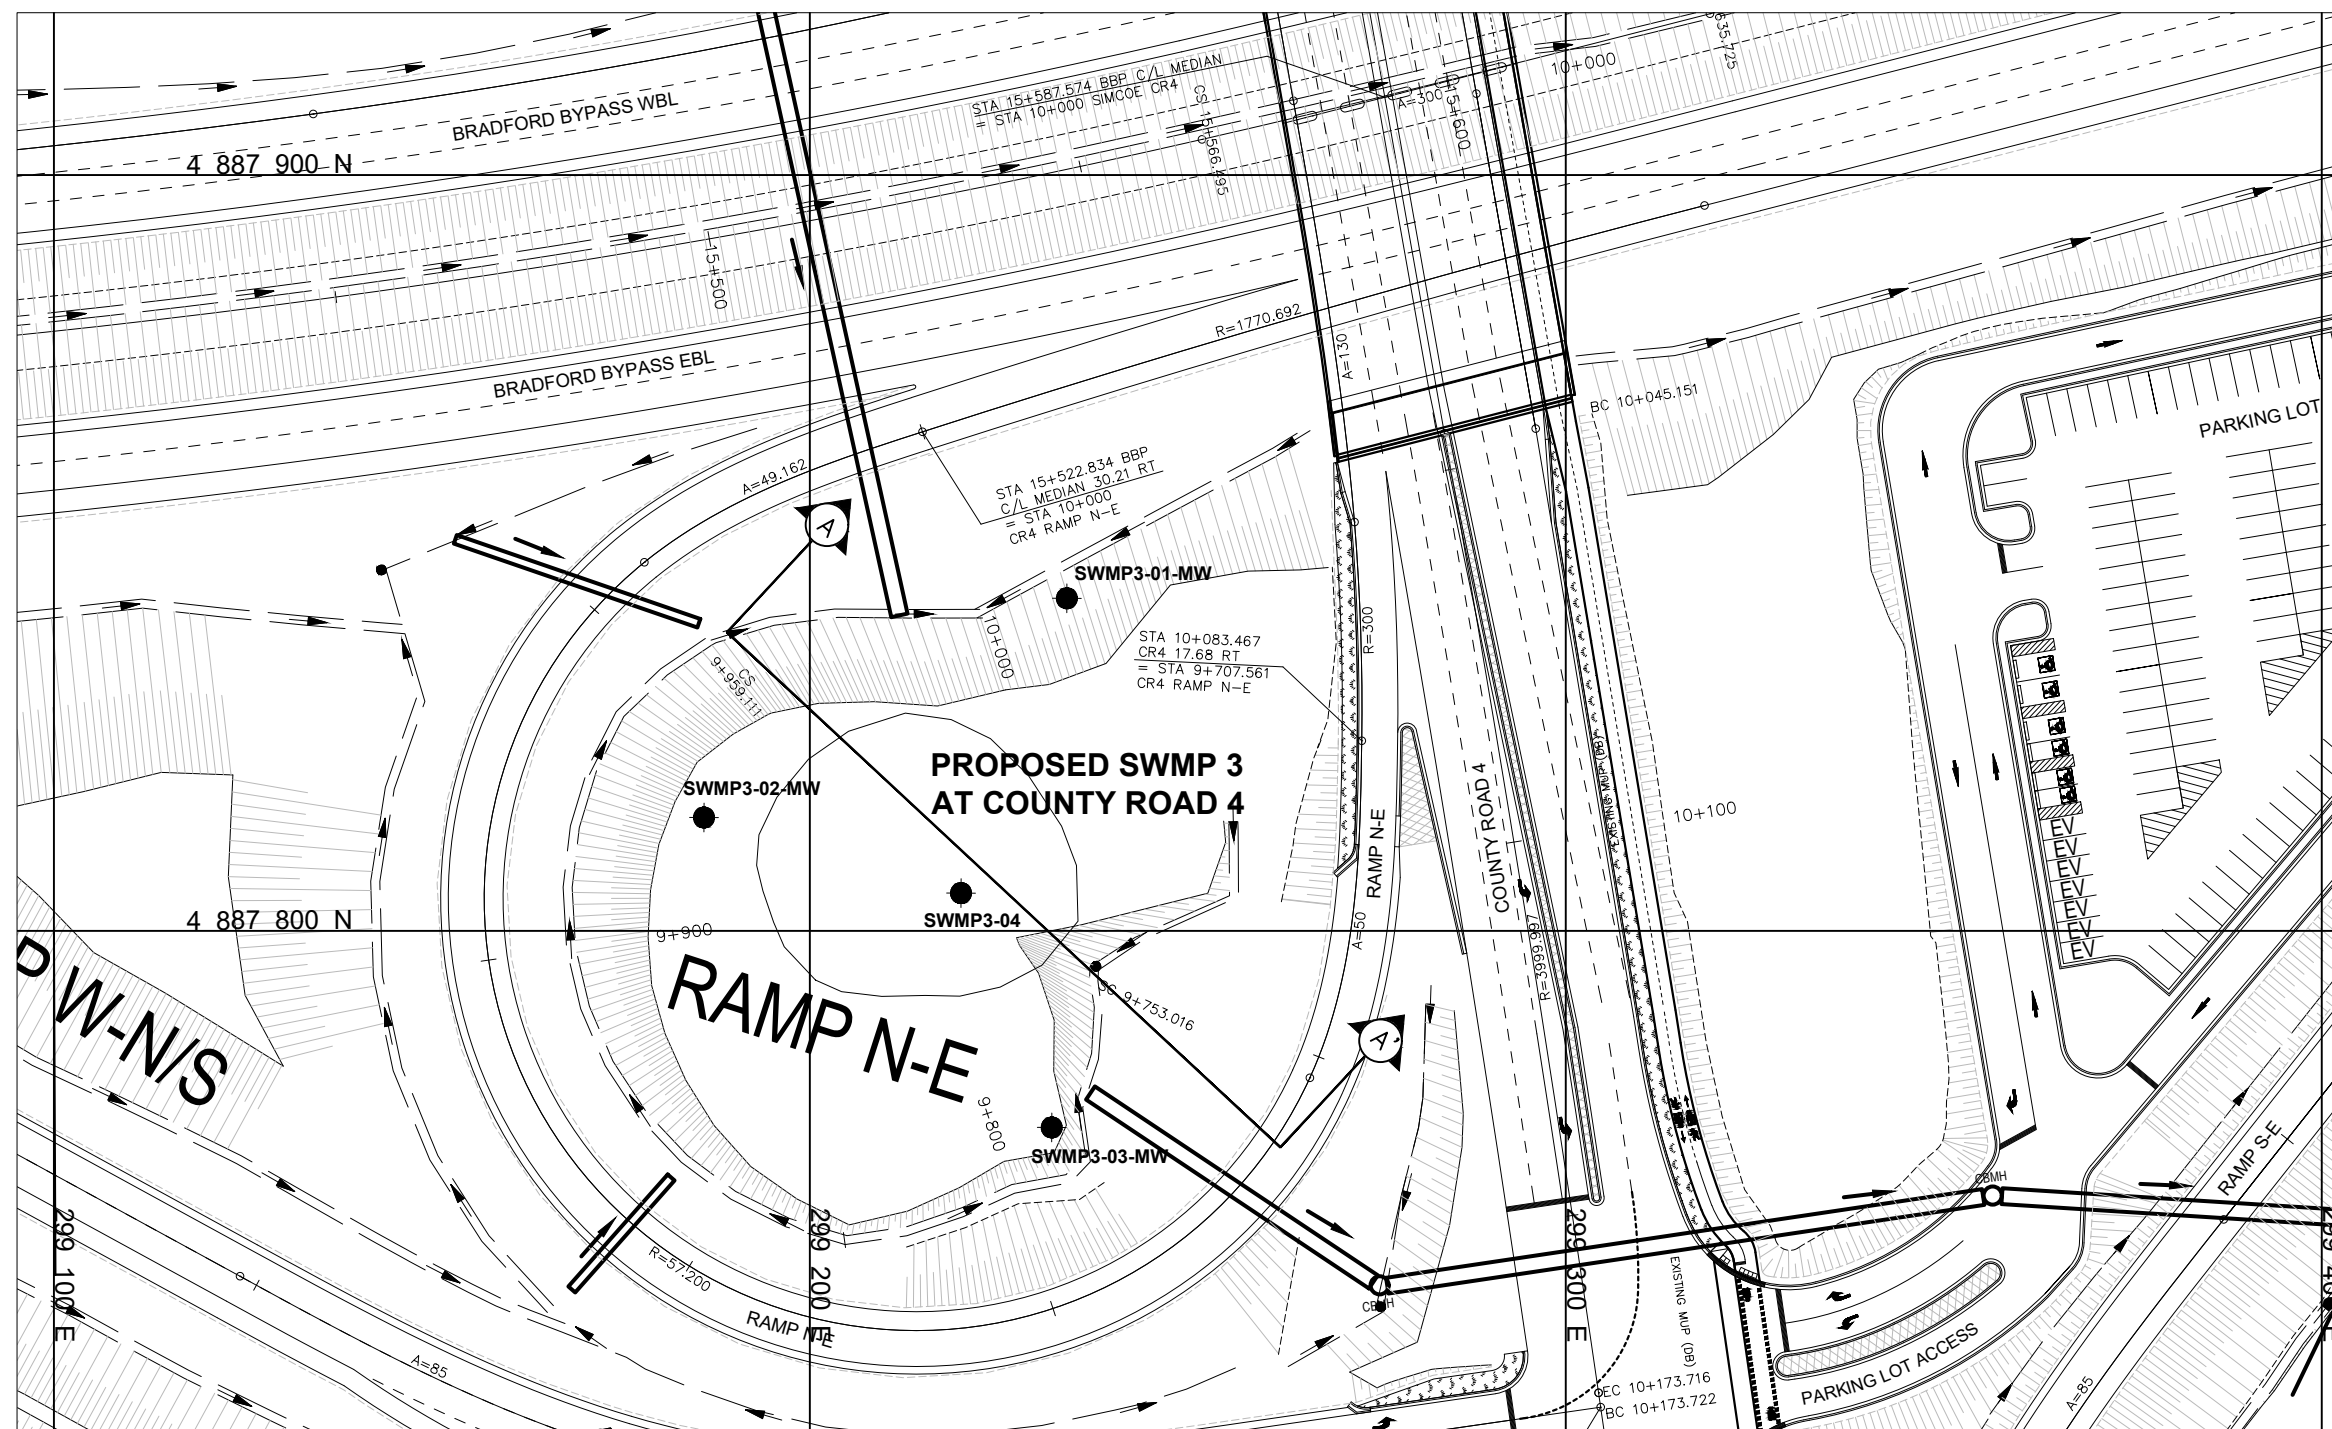 BRADFORD BYPASS WBL
4 887 900 N
STA 15+587.574 BBP C/L MEDIAN
= STA 10+000 SIMCOE CR4
CS 15+566.495
A=300
15+600
10+000
635.725
15+500
BRADFORD BYPASS EBL
R=1770.692
A=130
BC 10+045.151
PARKING LOT
A=49.162
STA 15+522.834 BBP
C/L MEDIAN 30.21 RT
= STA 10+000
CR4 RAMP N-E
A
SWMP3-01-MW
R=300
10+000
STA 10+083.467
CR4 17.68 RT
= STA 9+707.561
CR4 RAMP N-E
CS
9+959.111
PROPOSED SWMP 3
AT COUNTY ROAD 4
SWMP3-02-MW
RAMP N-E
COUNTY ROAD 4
EXISTING MUP (DB)
10+100
EV
EV
EV
EV
EV
EV
EV
SWMP3-04
4 887 800 N
9+900
A=50
R=3999.997
P W-N/S
RAMP N-E
SC 9+753.016
A'
9+800
SWMP3-03-MW
CBMH
RAMP S-E
299 100 E
299 200 E
299 300 E
R=57.200
RAMP N-E
CBMH
EXISTING MUP (DB)
A=85
PARKING LOT ACCESS
EC 10+173.716
BC 10+173.722
A=85